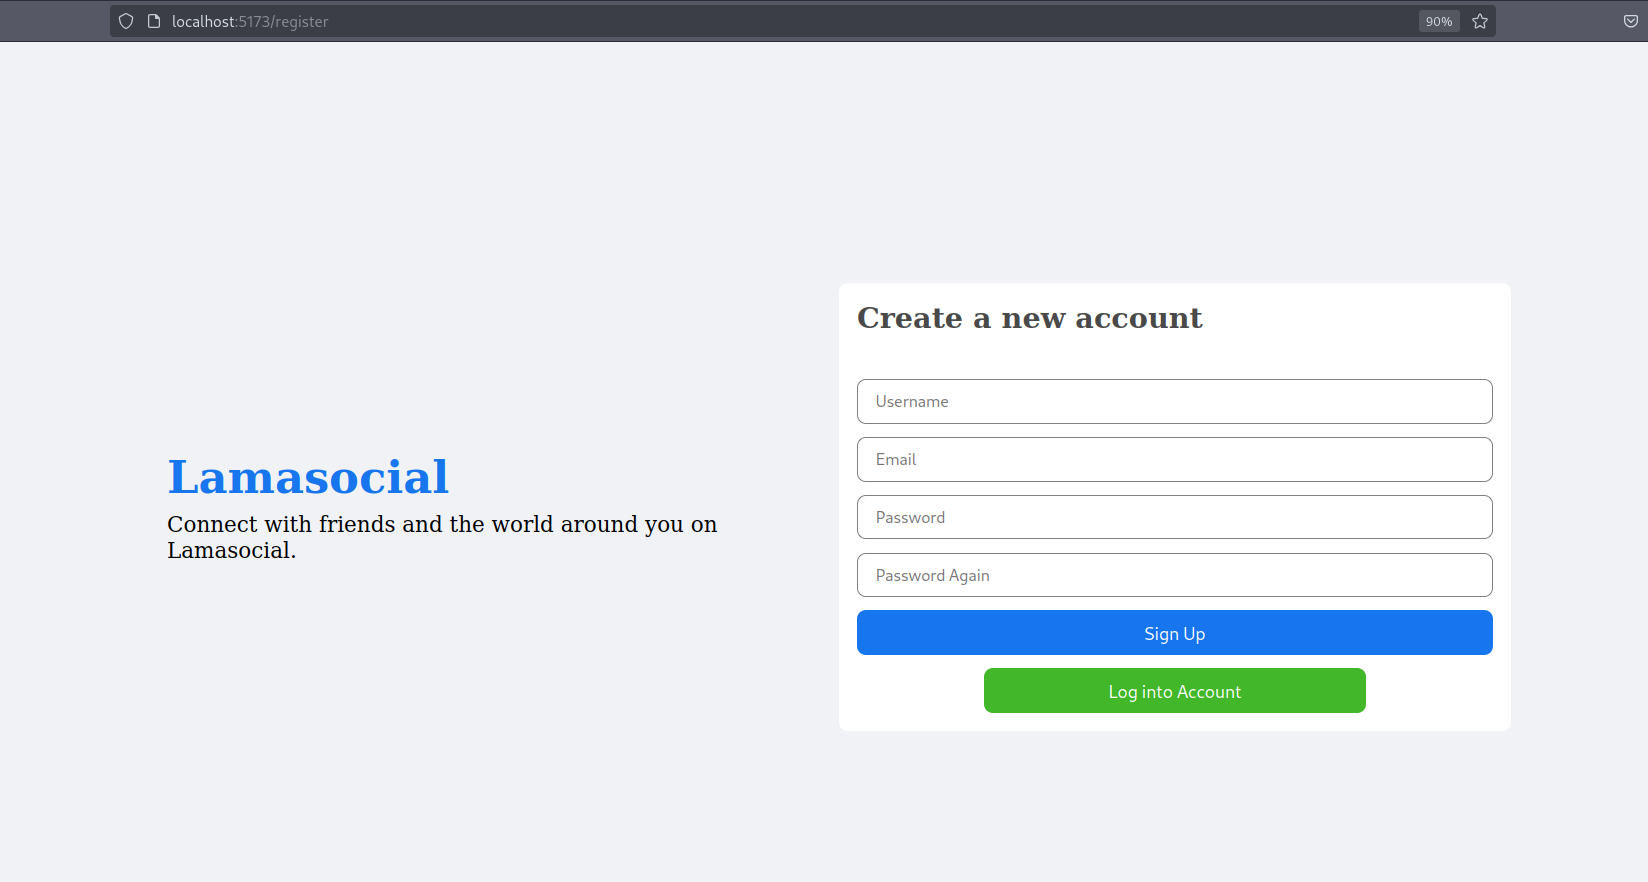 localhost:5173/register
90%
Lamasocial
Connect with friends and the world around you on
Lamasocial.
Create a new account
Username
Email
Password
Password Again
Sign Up
Log into Account